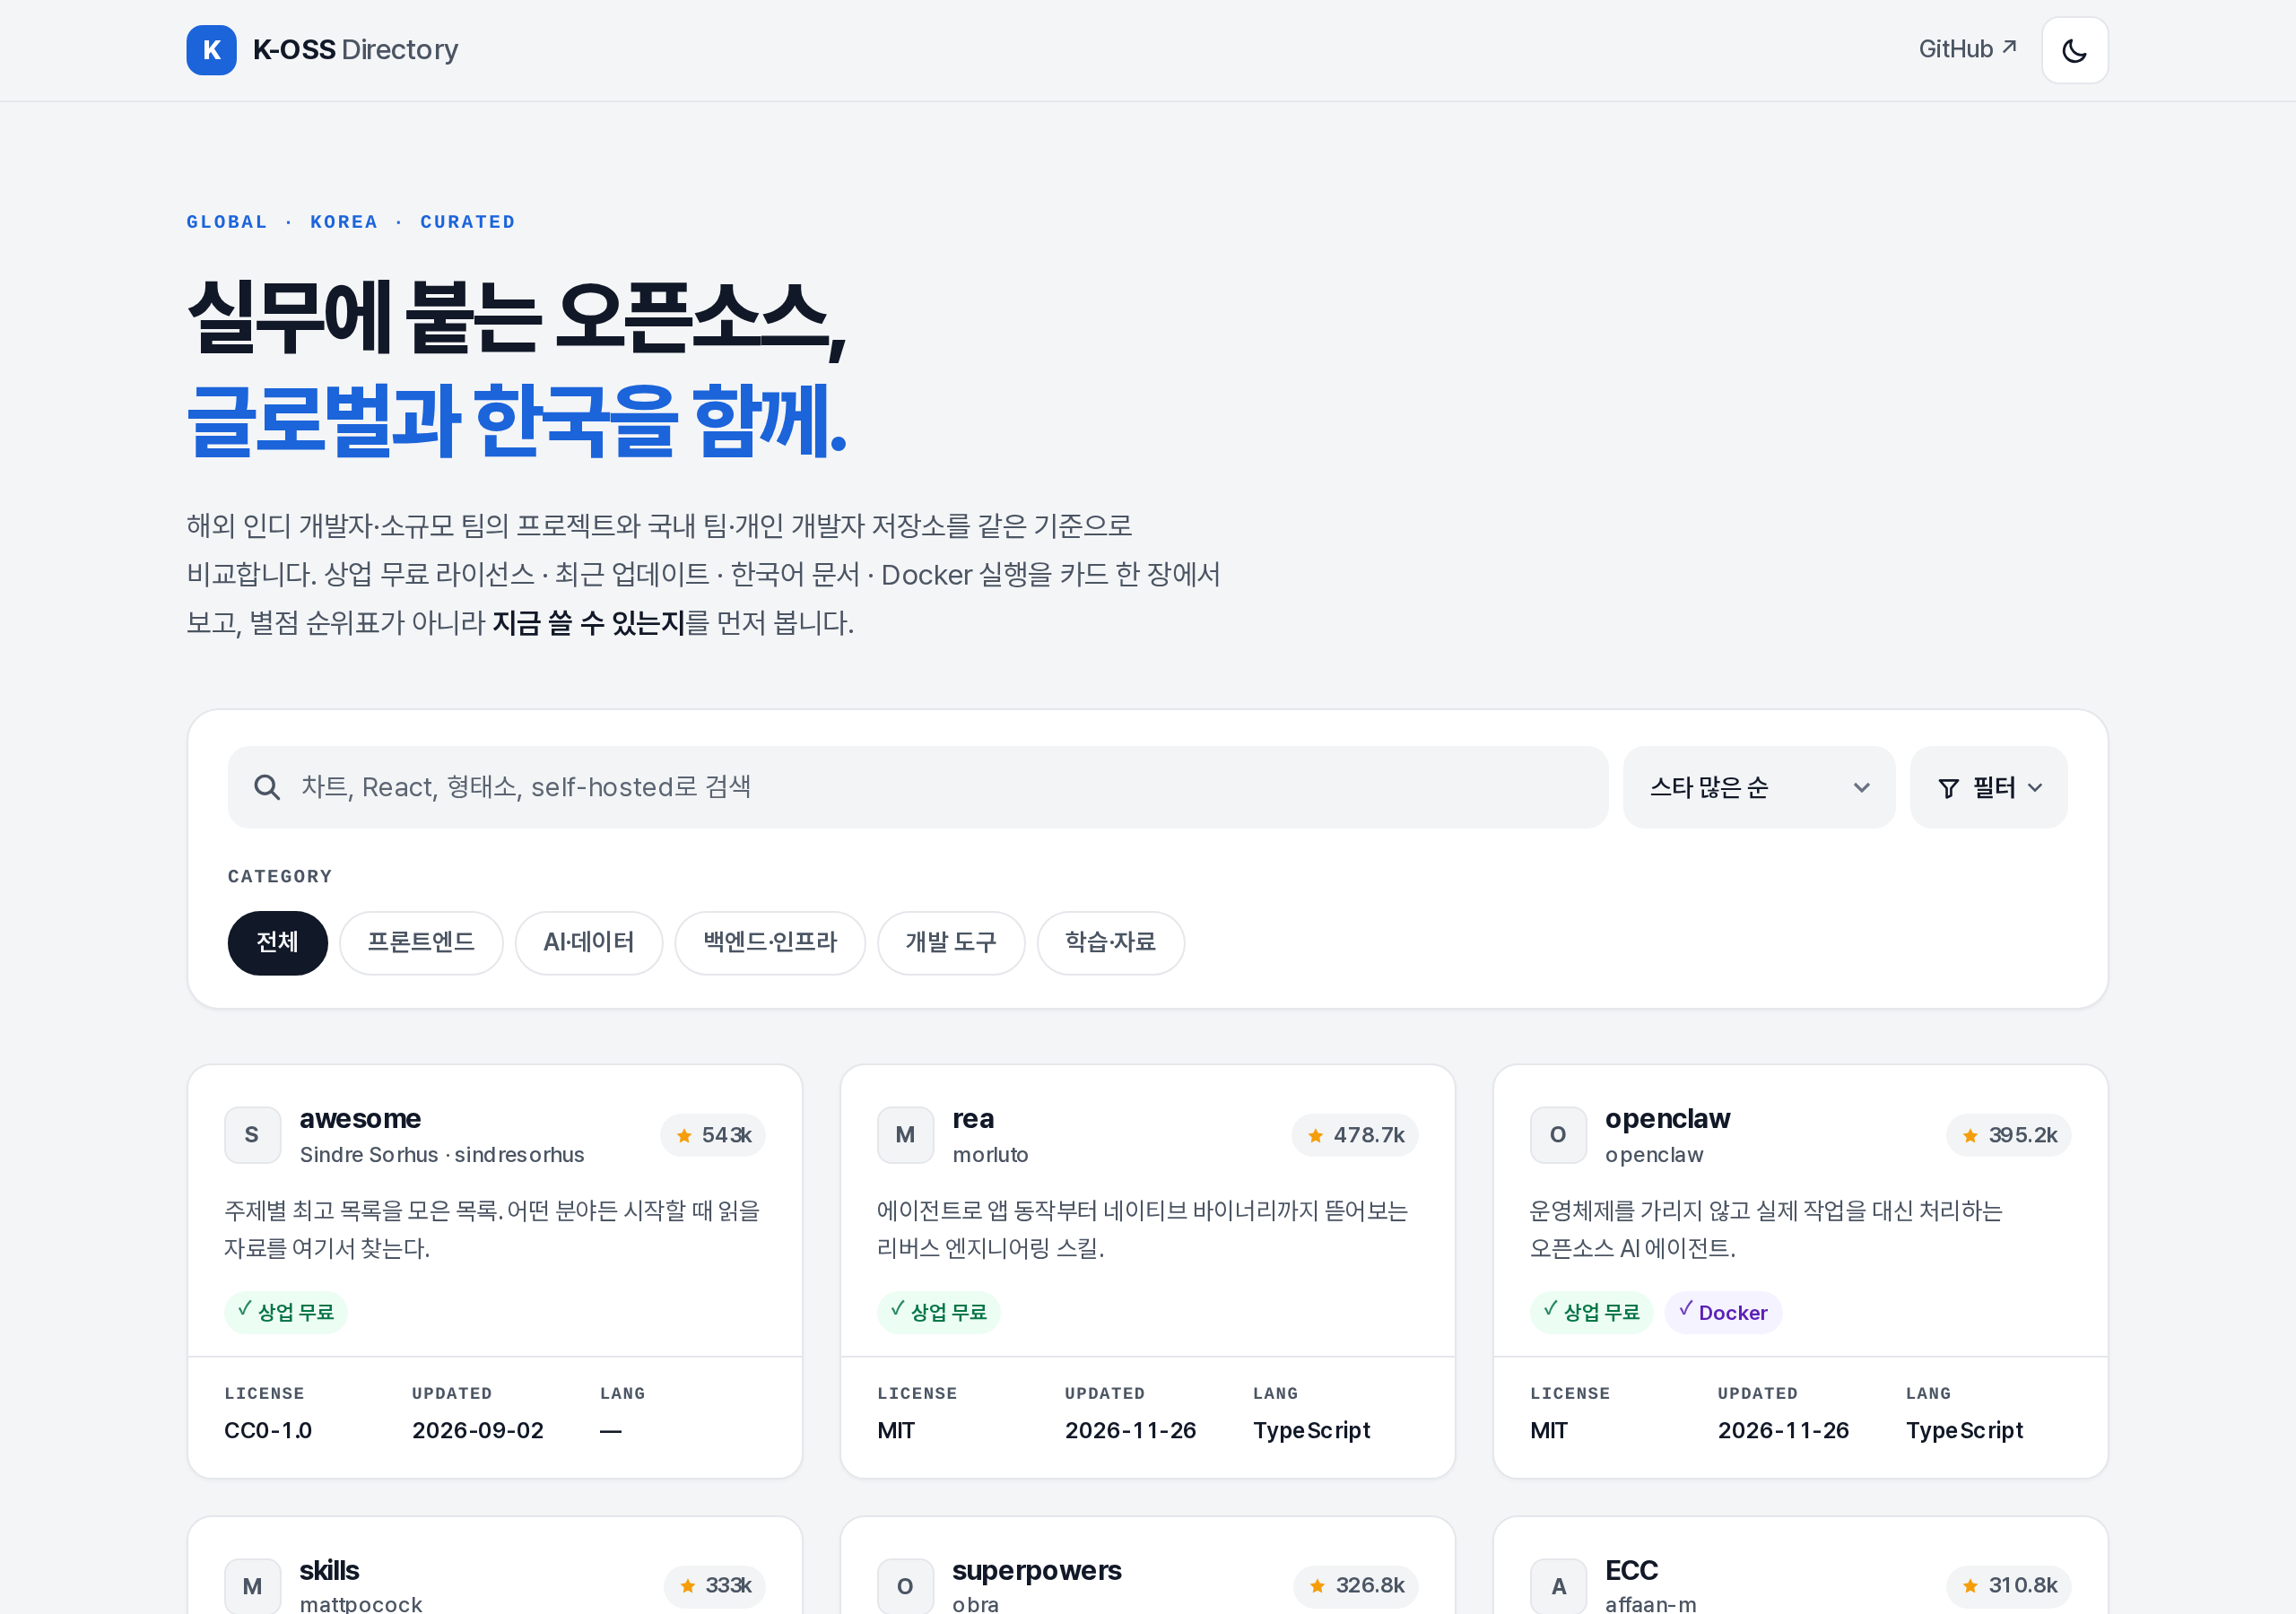 K K-OSS Directory
GitHub ↗
GLOBAL · KOREA · CURATED
실무에 붙는 오픈소스,
글로벌과 한국을 함께.
해외 인디 개발자·소규모 팀의 프로젝트와 국내 팀·개인 개발자 저장소를 같은 기준으로
비교합니다. 상업 무료 라이선스 · 최근 업데이트 · 한국어 문서 · Docker 실행을 카드 한 장에서
보고, 별점 순위표가 아니라 지금 쓸 수 있는지를 먼저 봅니다.
차트, React, 형태소, self-hosted로 검색
스타 많은 순
필터
CATEGORY
전체 프론트엔드 AI·데이터 백엔드·인프라 개발 도구 학습·자료
S
awesome
Sindre Sorhus · sindresorhus
★ 543k
주제별 최고 목록을 모은 목록. 어떤 분야든 시작할 때 읽을
자료를 여기서 찾는다.
✓ 상업 무료
LICENSE UPDATED LANG
CC0-1.0 2026-09-02 —
M
rea
morluto
★ 478.7k
에이전트로 앱 동작부터 네이티브 바이너리까지 뜯어보는
리버스 엔지니어링 스킬.
✓ 상업 무료
LICENSE UPDATED LANG
MIT 2026-11-26 TypeScript
O
openclaw
openclaw
★ 395.2k
운영체제를 가리지 않고 실제 작업을 대신 처리하는
오픈소스 AI 에이전트.
✓ 상업 무료 ✓ Docker
LICENSE UPDATED LANG
MIT 2026-11-26 TypeScript
M
skills
mattpocock
★ 333k
O
superpowers
obra
★ 326.8k
A
ECC
affaan-m
★ 310.8k